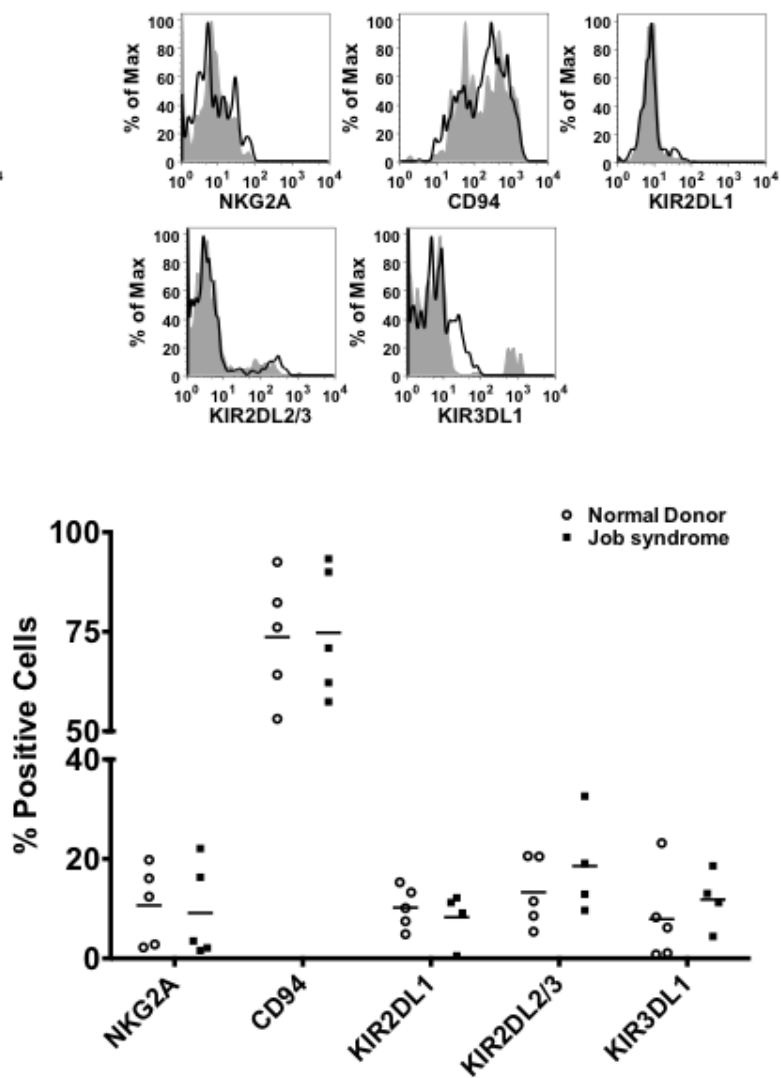 100
80
60
40
20
0
% of Max
10⁰ 10¹ 10² 10³ 10⁴
NKG2A
100
80
60
40
20
0
% of Max
10⁰ 10¹ 10² 10³ 10⁴
CD94
100
80
60
40
20
0
% of Max
10⁰ 10¹ 10² 10³ 10⁴
KIR2DL1
4
100
80
60
40
20
0
% of Max
10⁰ 10¹ 10² 10³ 10⁴
KIR2DL2/3
100
80
60
40
20
0
% of Max
10⁰ 10¹ 10² 10³ 10⁴
KIR3DL1
Normal Donor
Job syndrome
% Positive Cells
100
75
50
40
20
0
NKG2A
CD94
KIR2DL1
KIR2DL2/3
KIR3DL1